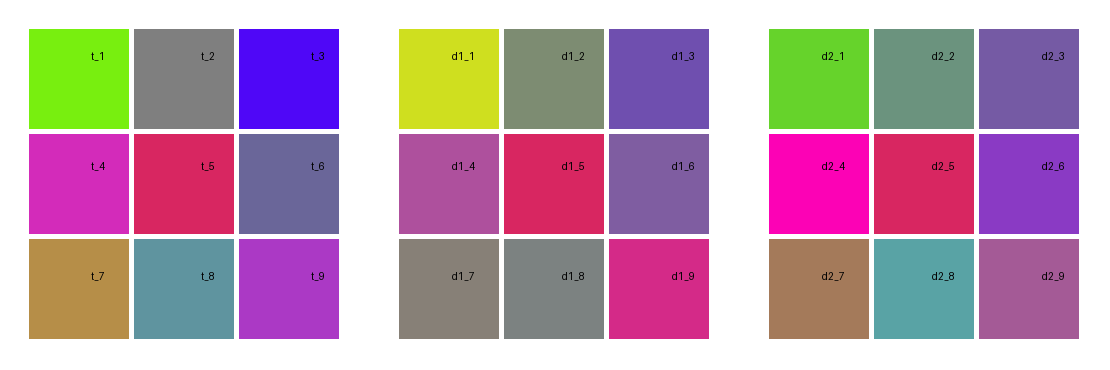 t_1 t_2 t_3 d1_1 d1_2 d1_3 d2_1 d2_2 d2_3
t_4 t_5 t_6 d1_4 d1_5 d1_6 d2_4 d2_5 d2_6
t_7 t_8 t_9 d1_7 d1_8 d1_9 d2_7 d2_8 d2_9